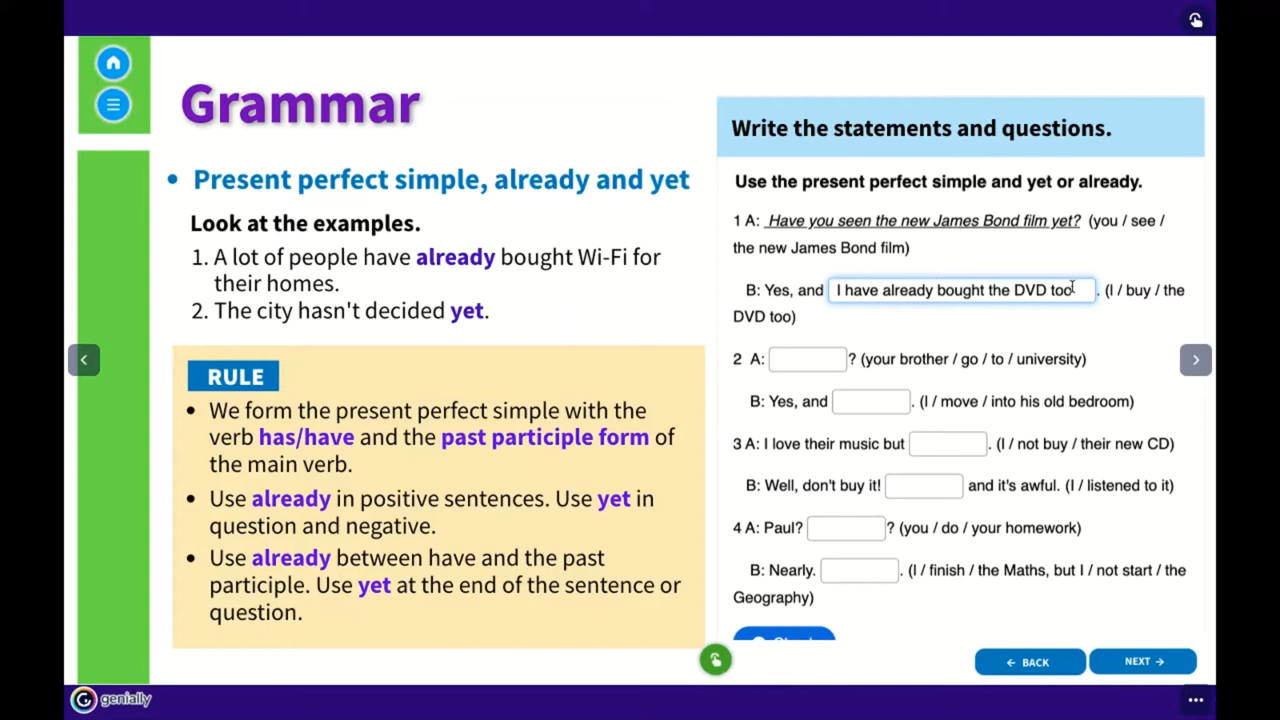 Grammar
• Present perfect simple, already and yet
Look at the examples.
1. A lot of people have already bought Wi-Fi for
their homes.
2. The city hasn't decided yet.
RULE
• We form the present perfect simple with the
verb has/have and the past participle form of
the main verb.
• Use already in positive sentences. Use yet in
question and negative.
• Use already between have and the past
participle. Use yet at the end of the sentence or
question.
Write the statements and questions.
Use the present perfect simple and yet or already.
1 A: Have you seen the new James Bond film yet? (you / see /
the new James Bond film)
B: Yes, and I have already bought the DVD too . (I / buy / the
DVD too)
2 A: ? (your brother / go / to / university)
B: Yes, and . (I / move / into his old bedroom)
3 A: I love their music but . (I / not buy / their new CD)
B: Well, don't buy it! and it's awful. (I / listened to it)
4 A: Paul? ? (you / do / your homework)
B: Nearly. . (I / finish / the Maths, but I / not start / the
Geography)
← BACK
NEXT →
genially